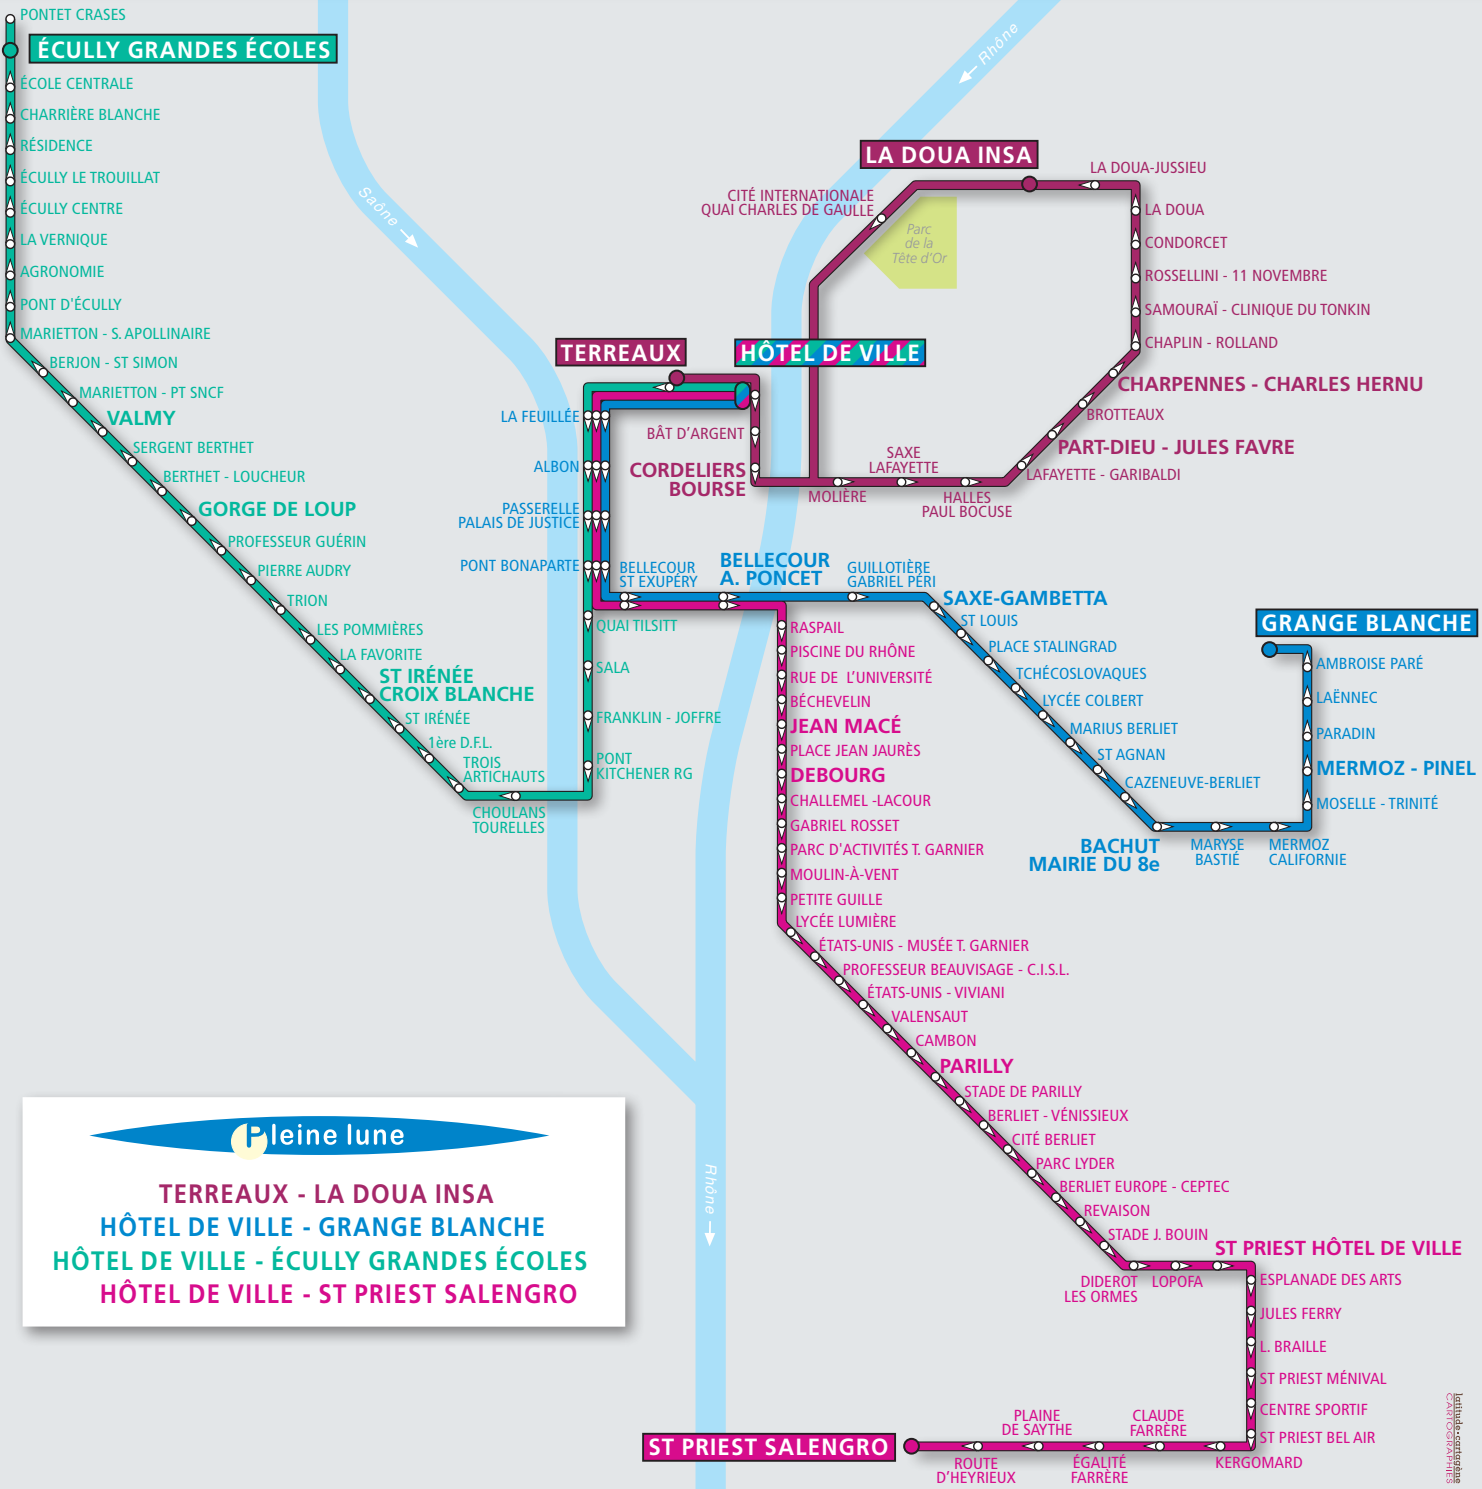 PONTET CRASES
ÉCULLY GRANDES ÉCOLES
ÉCOLE CENTRALE
CHARRIÈRE BLANCHE
RÉSIDENCE
ÉCULLY LE TROUILLAT
ÉCULLY CENTRE
LA VERNIQUE
AGRONOMIE
PONT D'ÉCULLY
MARIETTON - S. APOLLINAIRE
BERJON - ST SIMON
MARIETTON - PT SNCF
VALMY
SERGENT BERTHET
BERTHET - LOUCHEUR
GORGE DE LOUP
PROFESSEUR GUÉRIN
PIERRE AUDRY
TRION
LES POMMIÈRES
LA FAVORITE
ST IRÉNÉE
CROIX BLANCHE
ST IRÉNÉE
1ère D.F.L.
TROIS
ARTICHAUTS
CHOULANS
TOURELLES
PONT
KITCHENER RG
FRANKLIN - JOFFRE
SALA
QUAI TILSITT
Saône
Rhône
LA DOUA INSA
LA DOUA-JUSSIEU
CITÉ INTERNATIONALE
QUAI CHARLES DE GAULLE
Parc
de la
Tête d'Or
LA DOUA
CONDORCET
ROSSELLINI - 11 NOVEMBRE
SAMOURAÏ - CLINIQUE DU TONKIN
CHAPLIN - ROLLAND
CHARPENNES - CHARLES HERNU
BROTTEAUX
PART-DIEU - JULES FAVRE
LAFAYETTE - GARIBALDI
SAXE
LAFAYETTE
MOLIÈRE
HALLES
PAUL BOCUSE
TERREAUX
HÔTEL DE VILLE
BÂT D'ARGENT
CORDELIERS
BOURSE
LA FEUILLÉE
ALBON
PASSERELLE
PALAIS DE JUSTICE
PONT BONAPARTE
BELLECOUR
ST EXUPÉRY
BELLECOUR
A. PONCET
GUILLOTIÈRE
GABRIEL PÉRI
SAXE-GAMBETTA
ST LOUIS
PLACE STALINGRAD
TCHÉCOSLOVAQUES
LYCÉE COLBERT
MARIUS BERLIET
ST AGNAN
CAZENEUVE-BERLIET
BACHUT
MAIRIE DU 8e
MARYSE
BASTIÉ
MERMOZ
CALIFORNIE
MOSELLE - TRINITÉ
MERMOZ - PINEL
PARADIN
LAËNNEC
AMBROISE PARÉ
GRANGE BLANCHE
RASPAIL
PISCINE DU RHÔNE
RUE DE L'UNIVERSITÉ
BÉCHEVELIN
JEAN MACÉ
PLACE JEAN JAURÈS
DEBOURG
CHALLEMEL -LACOUR
GABRIEL ROSSET
PARC D'ACTIVITÉS T. GARNIER
MOULIN-À-VENT
PETITE GUILLE
LYCÉE LUMIÈRE
ÉTATS-UNIS - MUSÉE T. GARNIER
PROFESSEUR BEAUVISAGE - C.I.S.L.
ÉTATS-UNIS - VIVIANI
VALENSAUT
CAMBON
PARILLY
STADE DE PARILLY
BERLIET - VÉNISSIEUX
CITÉ BERLIET
PARC LYDER
BERLIET EUROPE - CEPTEC
REVAISON
STADE J. BOUIN
DIDEROT
LES ORMES
LOPOFA
ST PRIEST HÔTEL DE VILLE
ESPLANADE DES ARTS
JULES FERRY
L. BRAILLE
ST PRIEST MÉNIVAL
CENTRE SPORTIF
ST PRIEST BEL AIR
KERGOMARD
CLAUDE
FARRÈRE
ÉGALITÉ
FARRÈRE
PLAINE
DE SAYTHE
ROUTE
D'HEYRIEUX
ST PRIEST SALENGRO
Rhône
Pleine lune
TERREAUX - LA DOUA INSA
HÔTEL DE VILLE - GRANGE BLANCHE
HÔTEL DE VILLE - ÉCULLY GRANDES ÉCOLES
HÔTEL DE VILLE - ST PRIEST SALENGRO
latitude-cartagène
CARTOGRAPHIES